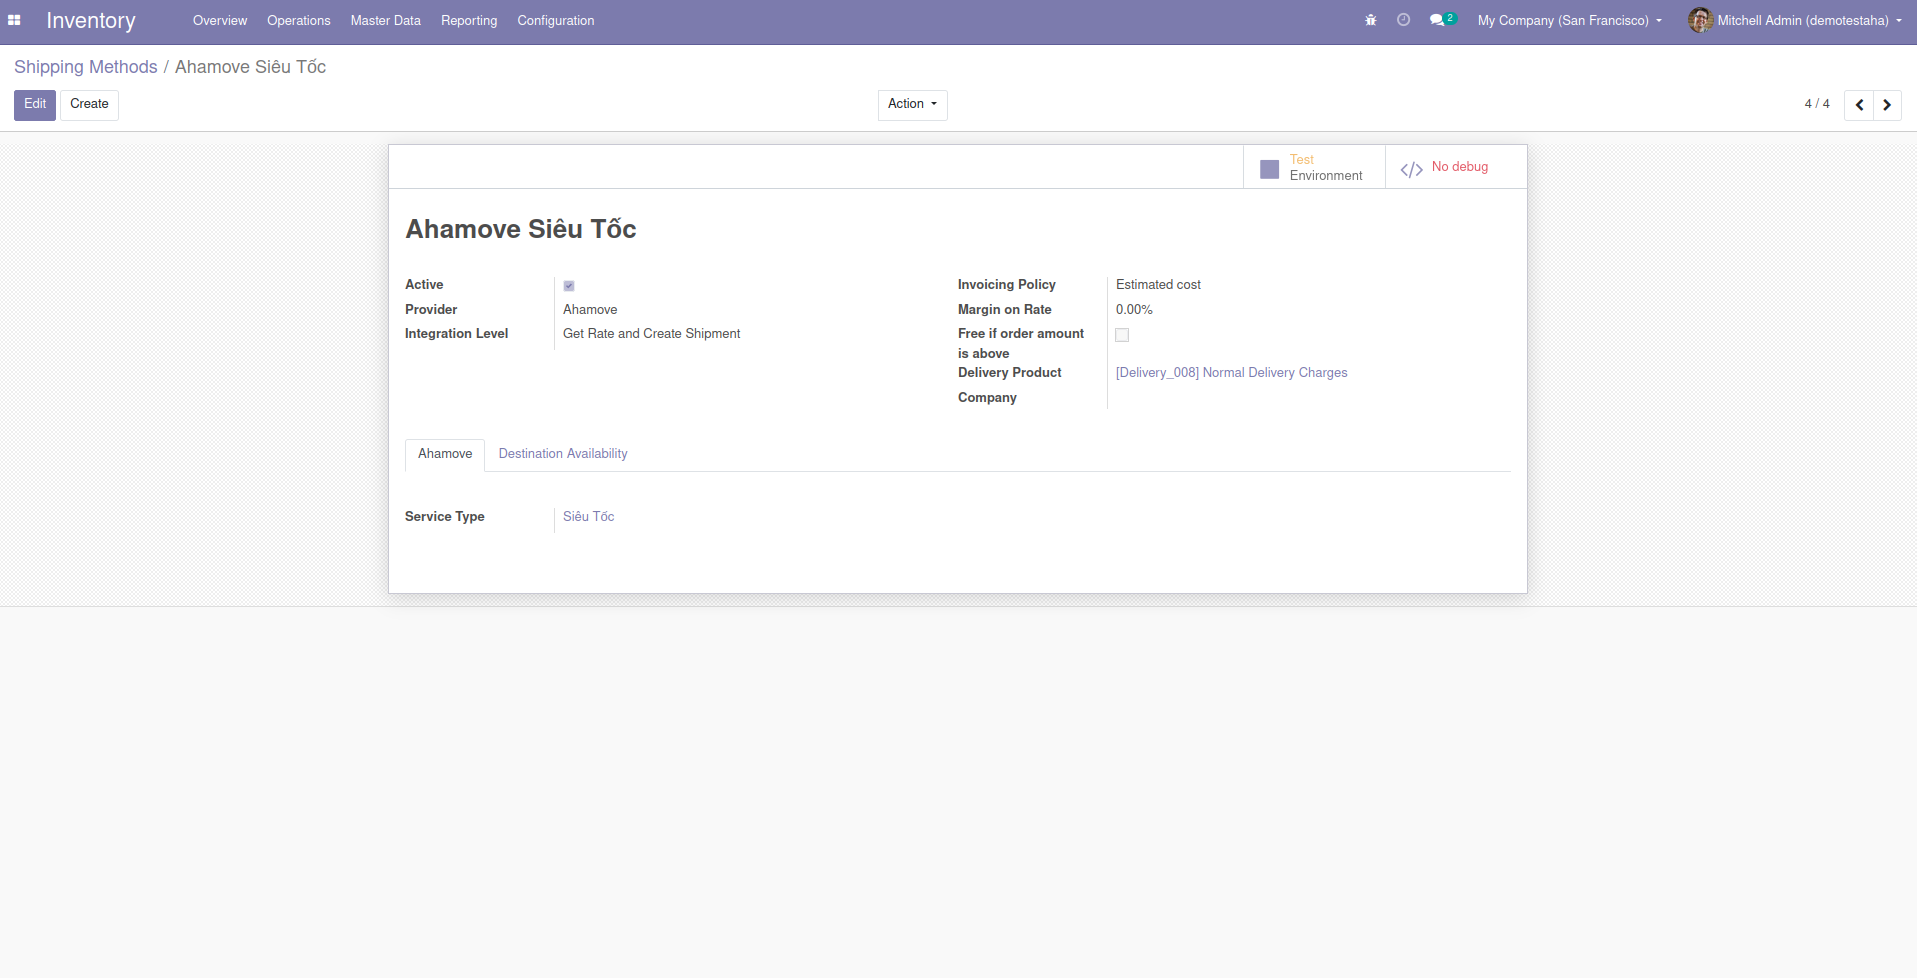 Inventory Overview Operations Master Data Reporting Configuration 2 My Company (San Francisco) Mitchell Admin (demotestaha)
Shipping Methods / Ahamove Siêu Tốc
Edit Create Action 4 / 4
Test
Environment
No debug
Ahamove Siêu Tốc
Active
Provider Ahamove
Integration Level Get Rate and Create Shipment
Invoicing Policy Estimated cost
Margin on Rate 0.00%
Free if order amount
is above
Delivery Product [Delivery_008] Normal Delivery Charges
Company
Ahamove Destination Availability
Service Type Siêu Tốc